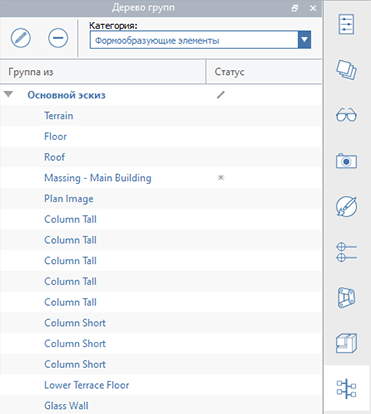 Дерево групп
Категория:
Формообразующие элементы
Группа из Статус
Основной эскиз
Terrain
Floor
Roof
Massing - Main Building
Plan Image
Column Tall
Column Tall
Column Tall
Column Tall
Column Tall
Column Short
Column Short
Column Short
Lower Terrace Floor
Glass Wall